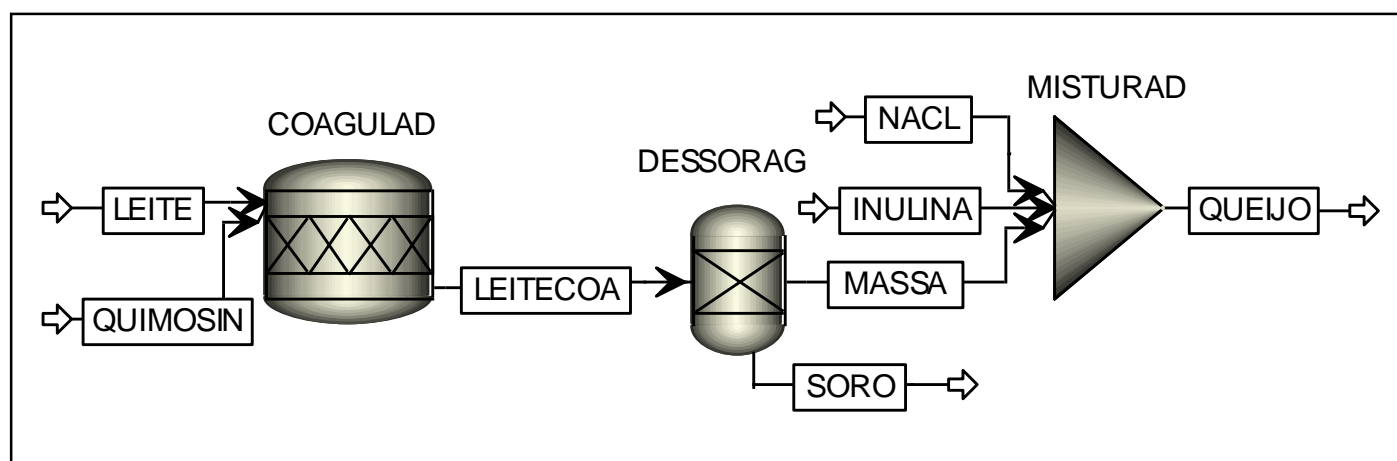 MISTURAD
NACL
COAGULAD
DESSORAG
LEITE
INULINA
QUEIJO
LEITECOA
MASSA
QUIMOSIN
SORO